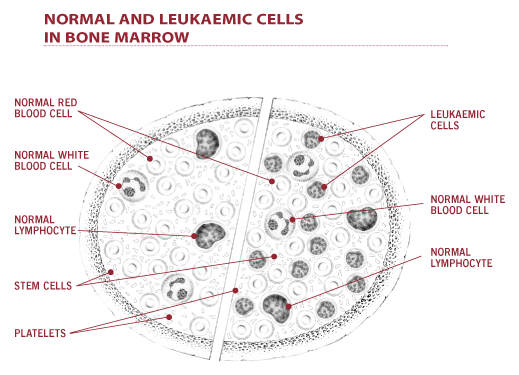 NORMAL AND LEUKAEMIC CELLS
IN BONE MARROW
NORMAL RED
BLOOD CELL
NORMAL WHITE
BLOOD CELL
NORMAL
LYMPHOCYTE
STEM CELLS
PLATELETS
LEUKAEMIC
CELLS
NORMAL WHITE
BLOOD CELL
NORMAL
LYMPHOCYTE